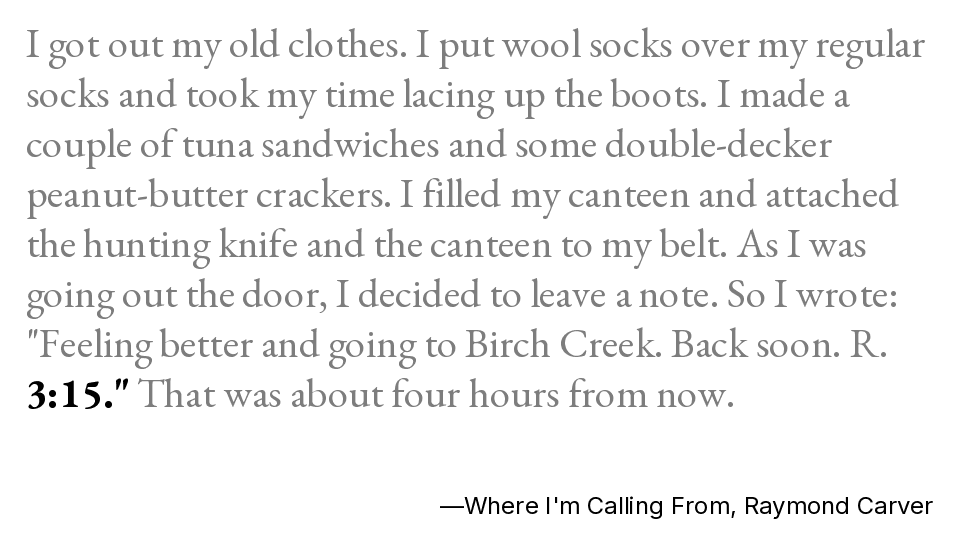 I got out my old clothes. I put wool socks over my regular
socks and took my time lacing up the boots. I made a
couple of tuna sandwiches and some double-decker
peanut-butter crackers. I filled my canteen and attached
the hunting knife and the canteen to my belt. As I was
going out the door, I decided to leave a note. So I wrote:
"Feeling better and going to Birch Creek. Back soon. R.
3:15." That was about four hours from now.
—Where I'm Calling From, Raymond Carver